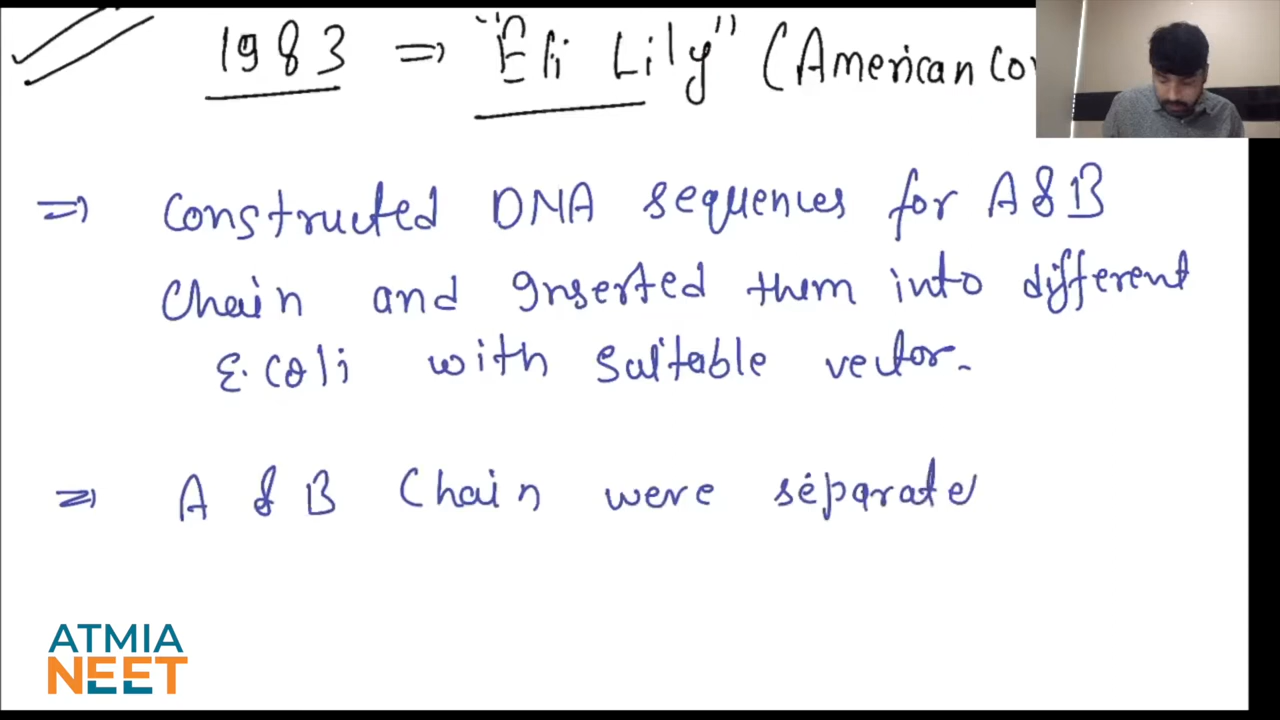 1983 ⇒ "Eli Lily" (American Co
⇒ Constructed DNA sequences for A & B
Chain and Inserted them into different
E. coli with suitable vector.
⇒ A & B Chain were separate
ATMIA
NEET